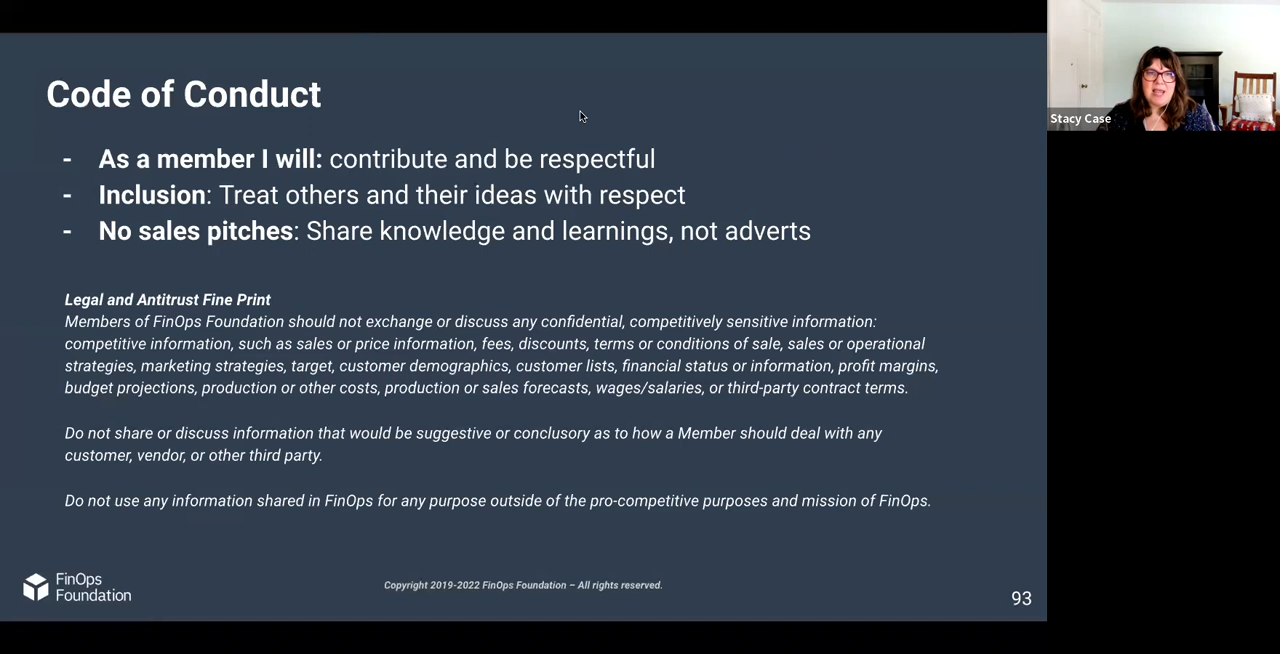 Code of Conduct
- As a member I will: contribute and be respectful
- Inclusion: Treat others and their ideas with respect
- No sales pitches: Share knowledge and learnings, not adverts
Legal and Antitrust Fine Print
Members of FinOps Foundation should not exchange or discuss any confidential, competitively sensitive information:
competitive information, such as sales or price information, fees, discounts, terms or conditions of sale, sales or operational
strategies, marketing strategies, target, customer demographics, customer lists, financial status or information, profit margins,
budget projections, production or other costs, production or sales forecasts, wages/salaries, or third-party contract terms.
Do not share or discuss information that would be suggestive or conclusory as to how a Member should deal with any
customer, vendor, or other third party.
Do not use any information shared in FinOps for any purpose outside of the pro-competitive purposes and mission of FinOps.
FinOps
Foundation
Copyright 2019-2022 FinOps Foundation – All rights reserved.
93
Stacy Case